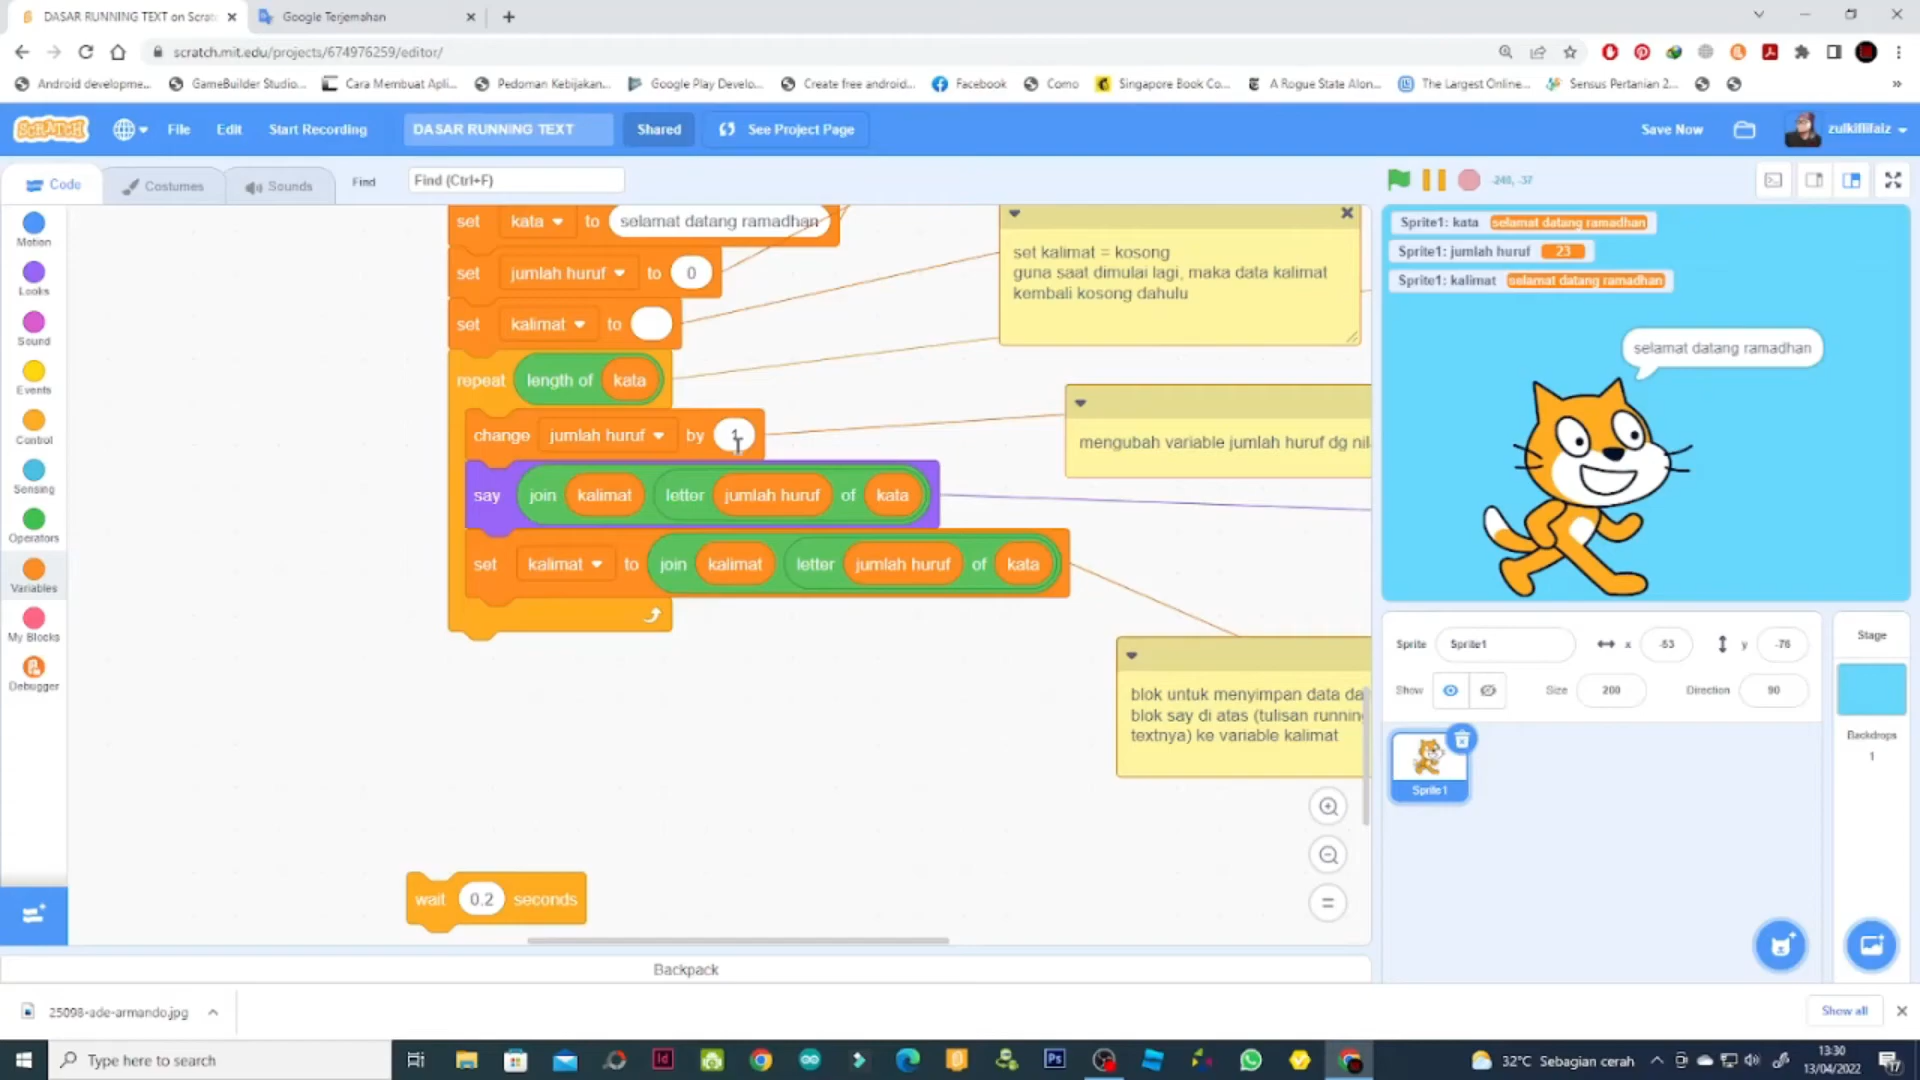 DASAR RUNNING TEXT on Scratc
Google Terjemahan
scratch.mit.edu/projects/674976259/editor/
Android developme...
GameBuilder Studio...
Cara Membuat Apli...
Pedoman Kebijakan...
Google Play Develo...
Create free android...
Facebook
Como
Singapore Book Co...
A Rogue State Alon...
The Largest Online...
Sensus Pertanian 2...
SCRATCH
File
Edit
Start Recording
DASAR RUNNING TEXT
Shared
See Project Page
Save Now
zulkiflifaiz
Code
Costumes
Sounds
Find
Find (Ctrl+F)
-240, -37
Motion
Looks
Sound
Events
Control
Sensing
Operators
Variables
My Blocks
Debugger
set kata to selamat datang ramadhan
set jumlah huruf to 0
set kalimat to
repeat length of kata
change jumlah huruf by 1
say join kalimat letter jumlah huruf of kata
set kalimat to join kalimat letter jumlah huruf of kata
wait 0.2 seconds
set kalimat = kosong
guna saat dimulai lagi, maka data kalimat
kembali kosong dahulu
mengubah variable jumlah huruf dg nil
blok untuk menyimpan data da
blok say di atas (tulisan running
textnya) ke variable kalimat
Sprite1: kata selamat datang ramadhan
Sprite1: jumlah huruf 23
Sprite1: kalimat selamat datang ramadhan
selamat datang ramadhan
Sprite
Sprite1
x
-53
y
-76
Show
Size
200
Direction
90
Sprite1
Stage
Backdrops
1
Backpack
25098-ade-armando.jpg
Show all
Type here to search
32°C Sebagian cerah
13:30
13/04/2022